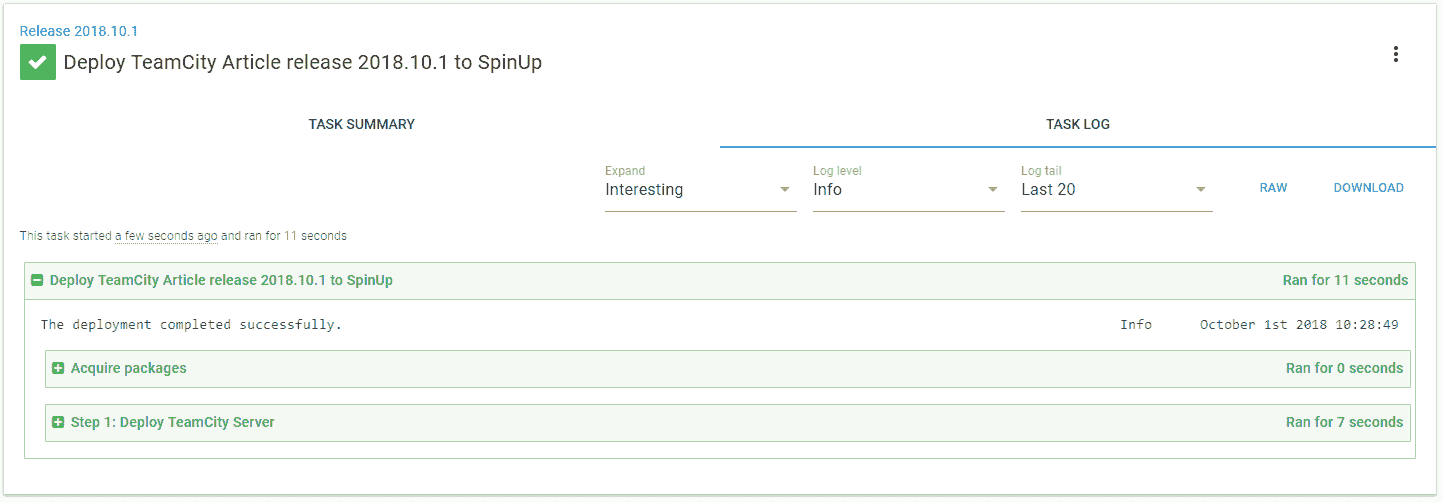 Release 2018.10.1
Deploy TeamCity Article release 2018.10.1 to SpinUp
TASK SUMMARY TASK LOG
Expand Log level Log tail
Interesting Info Last 20 RAW DOWNLOAD
This task started a few seconds ago and ran for 11 seconds
Deploy TeamCity Article release 2018.10.1 to SpinUp Ran for 11 seconds
The deployment completed successfully. Info October 1st 2018 10:28:49
Acquire packages Ran for 0 seconds
Step 1: Deploy TeamCity Server Ran for 7 seconds